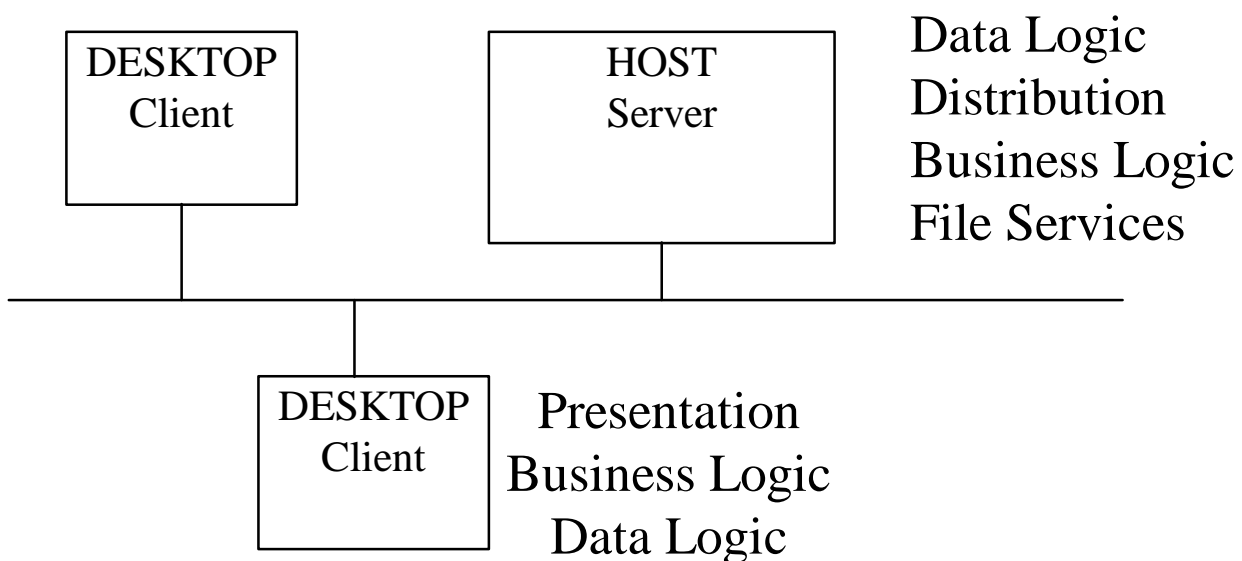 DESKTOP
Client
HOST
Server
Data Logic
Distribution
Business Logic
File Services
DESKTOP
Client
Presentation
Business Logic
Data Logic